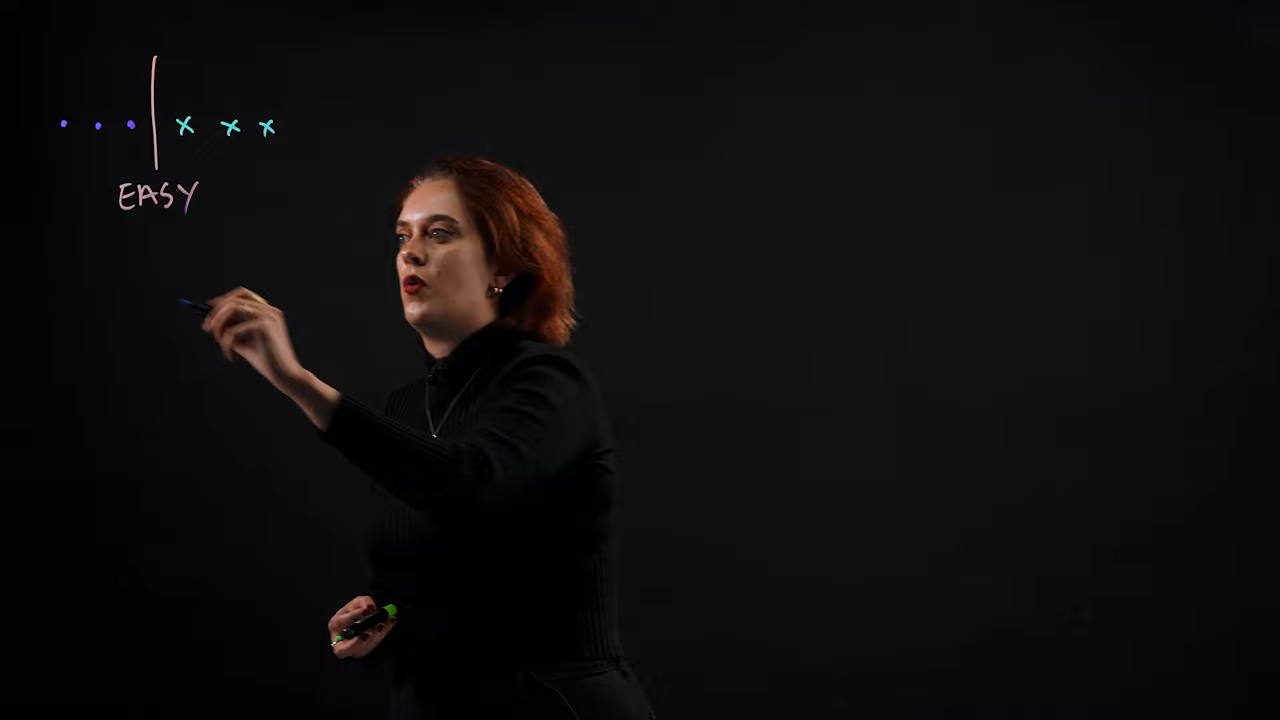 • • • | x x x
EASY